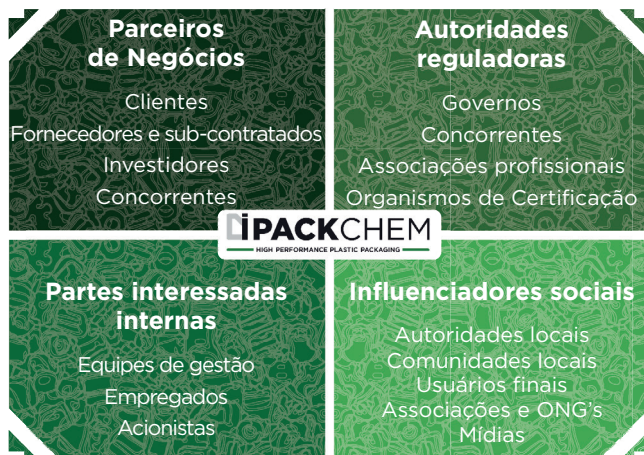 Parceiros
de Negócios
Clientes
Fornecedores e sub-contratados
Investidores
Concorrentes
Autoridades
reguladoras
Governos
Concorrentes
Associações profissionais
Organismos de Certificação
iPACKCHEM
HIGH PERFORMANCE PLASTIC PACKAGING
Partes interessadas
internas
Equipes de gestão
Empregados
Acionistas
Influenciadores sociais
Autoridades locais
Comunidades locais
Usuários finais
Associações e ONG's
Mídias